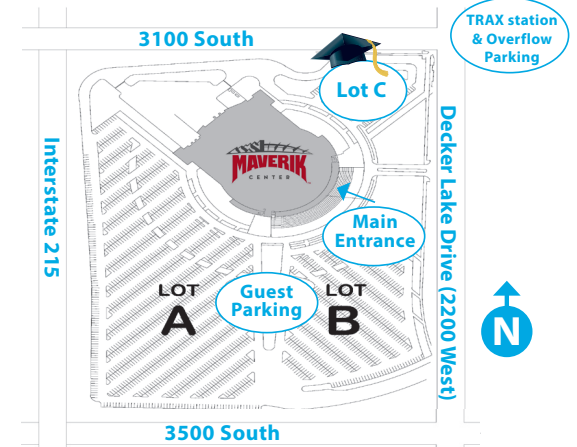 TRAX station
& Overflow
Parking
3100 South
Lot C
MAVERIK
CENTER
Interstate 215
Decker Lake Drive (2200 West)
Main
Entrance
LOT
A
Guest
Parking
LOT
B
N
3500 South